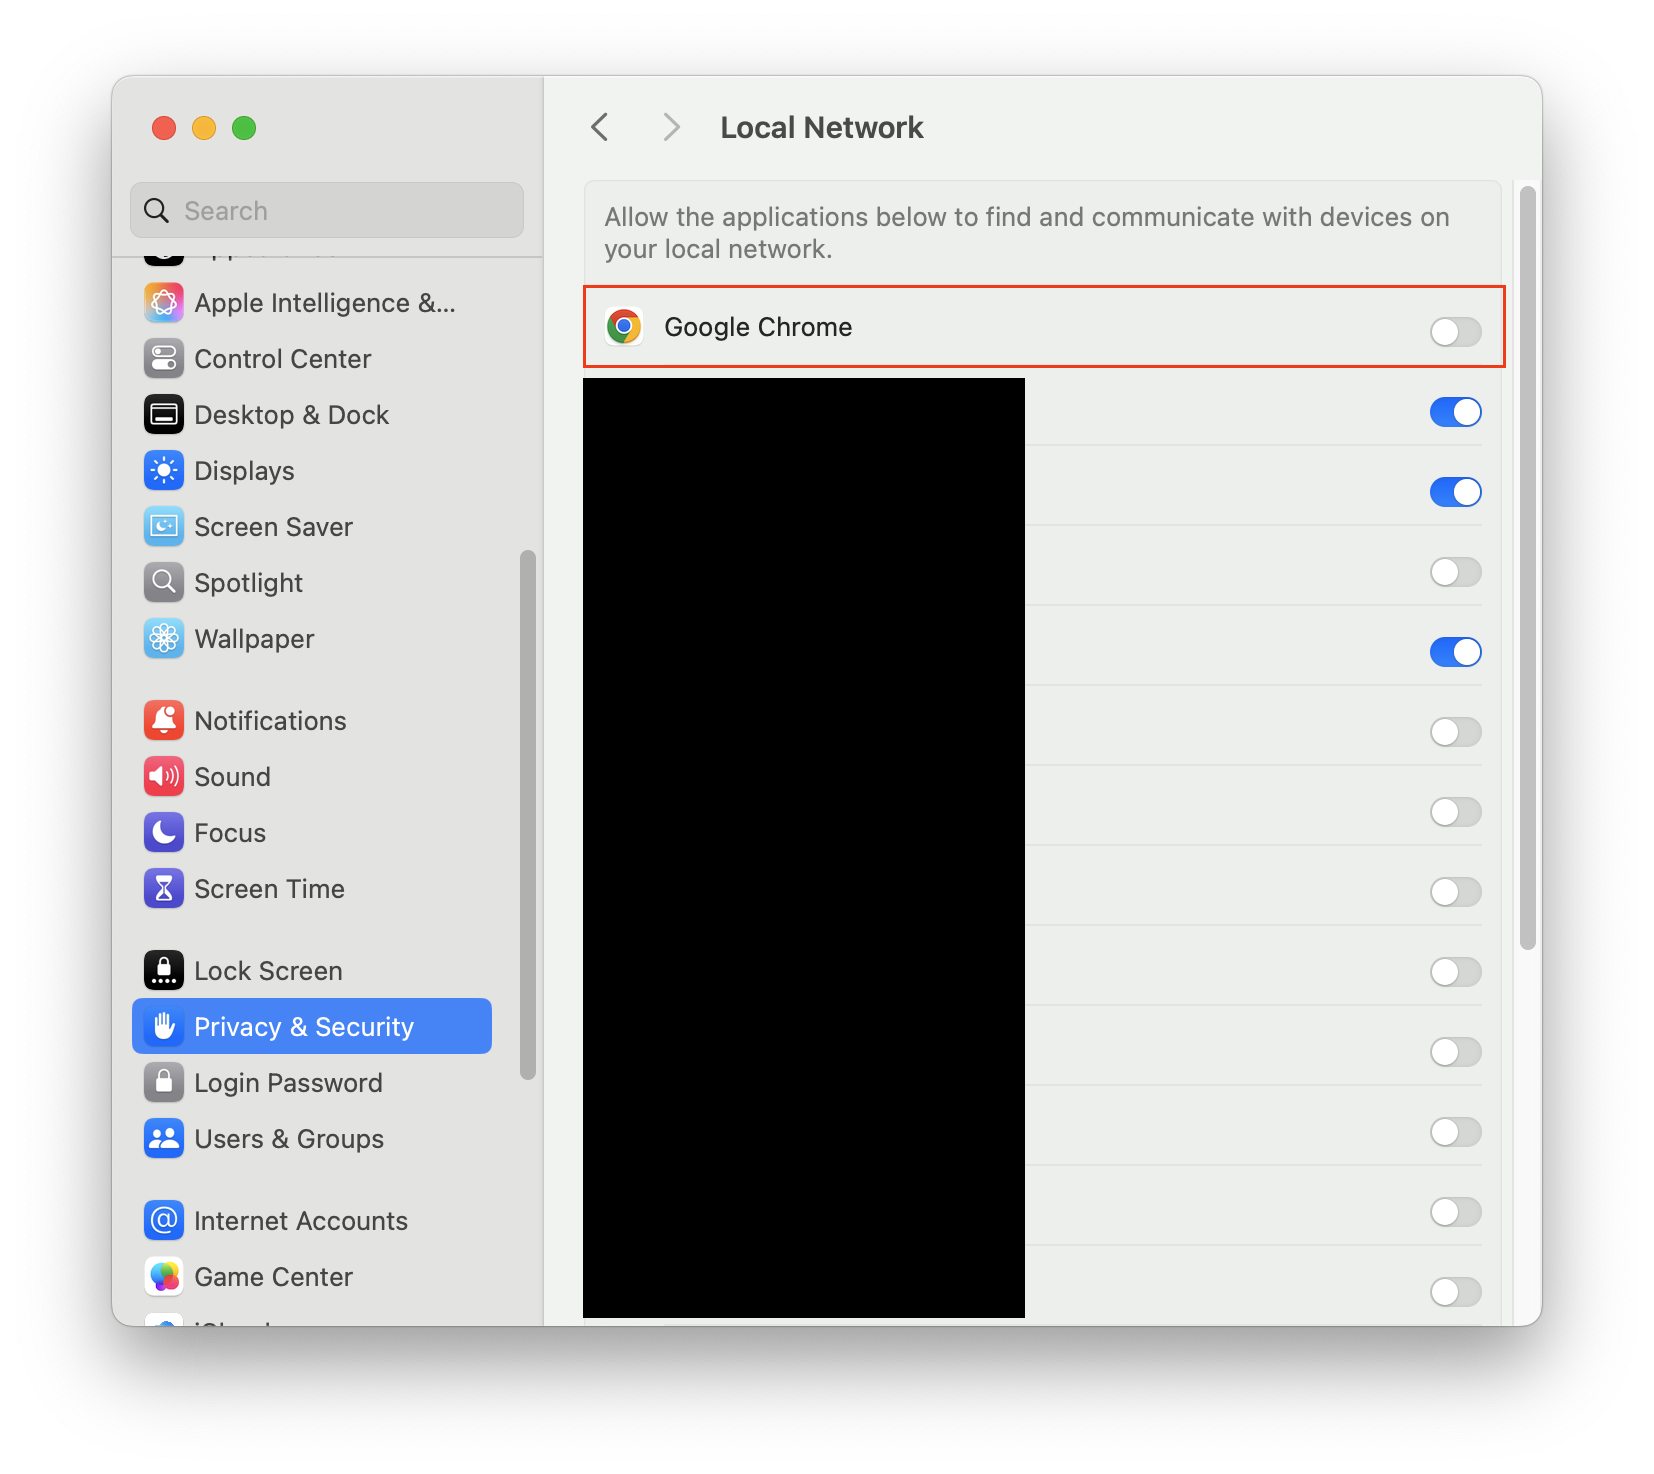 Local Network
Search
Apple Intelligence &...
Control Center
Desktop & Dock
Displays
Screen Saver
Spotlight
Wallpaper
Notifications
Sound
Focus
Screen Time
Lock Screen
Privacy & Security
Login Password
Users & Groups
Internet Accounts
Game Center
Allow the applications below to find and communicate with devices on
your local network.
Google Chrome